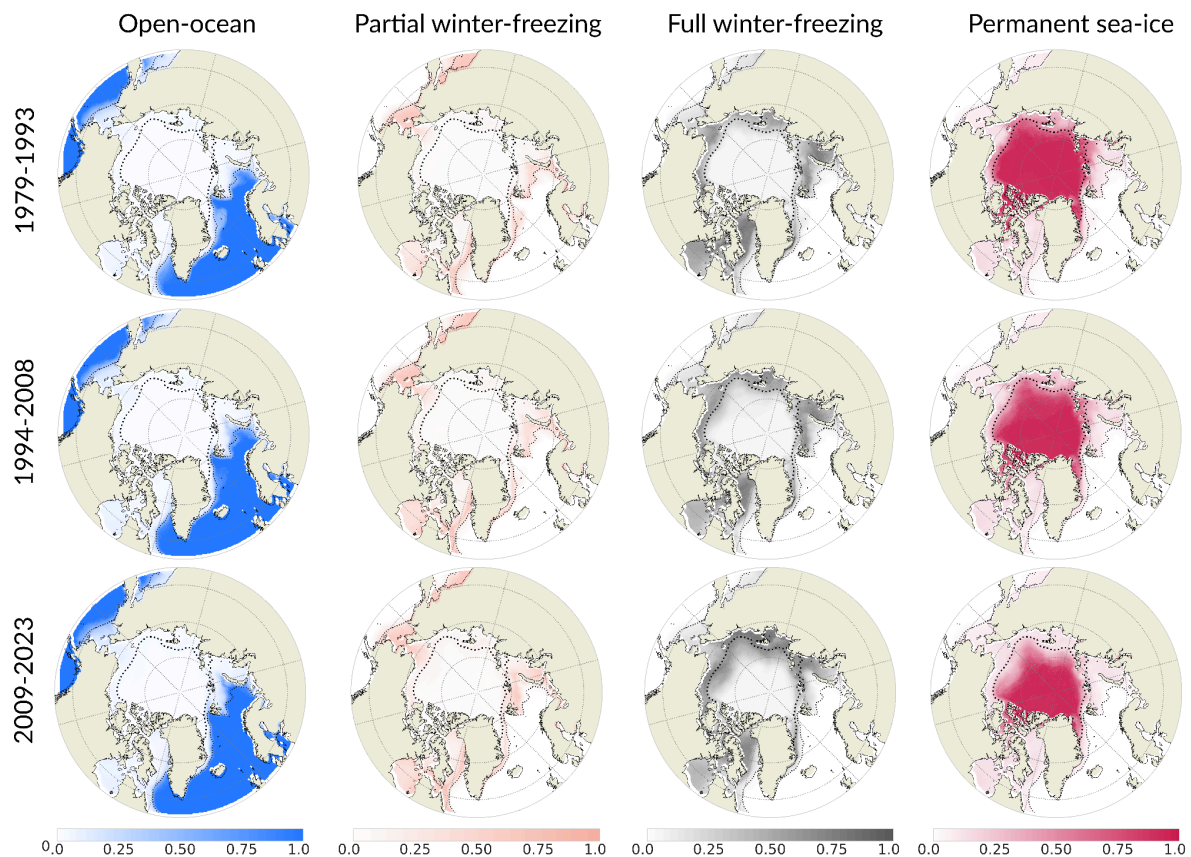 Open-ocean Partial winter-freezing Full winter-freezing Permanent sea-ice
1979-1993
1994-2008
2009-2023
0.0 0.25 0.50 0.75 1.0 0.0 0.25 0.50 0.75 1.0 0.0 0.25 0.50 0.75 1.0 0.0 0.25 0.50 0.75 1.0